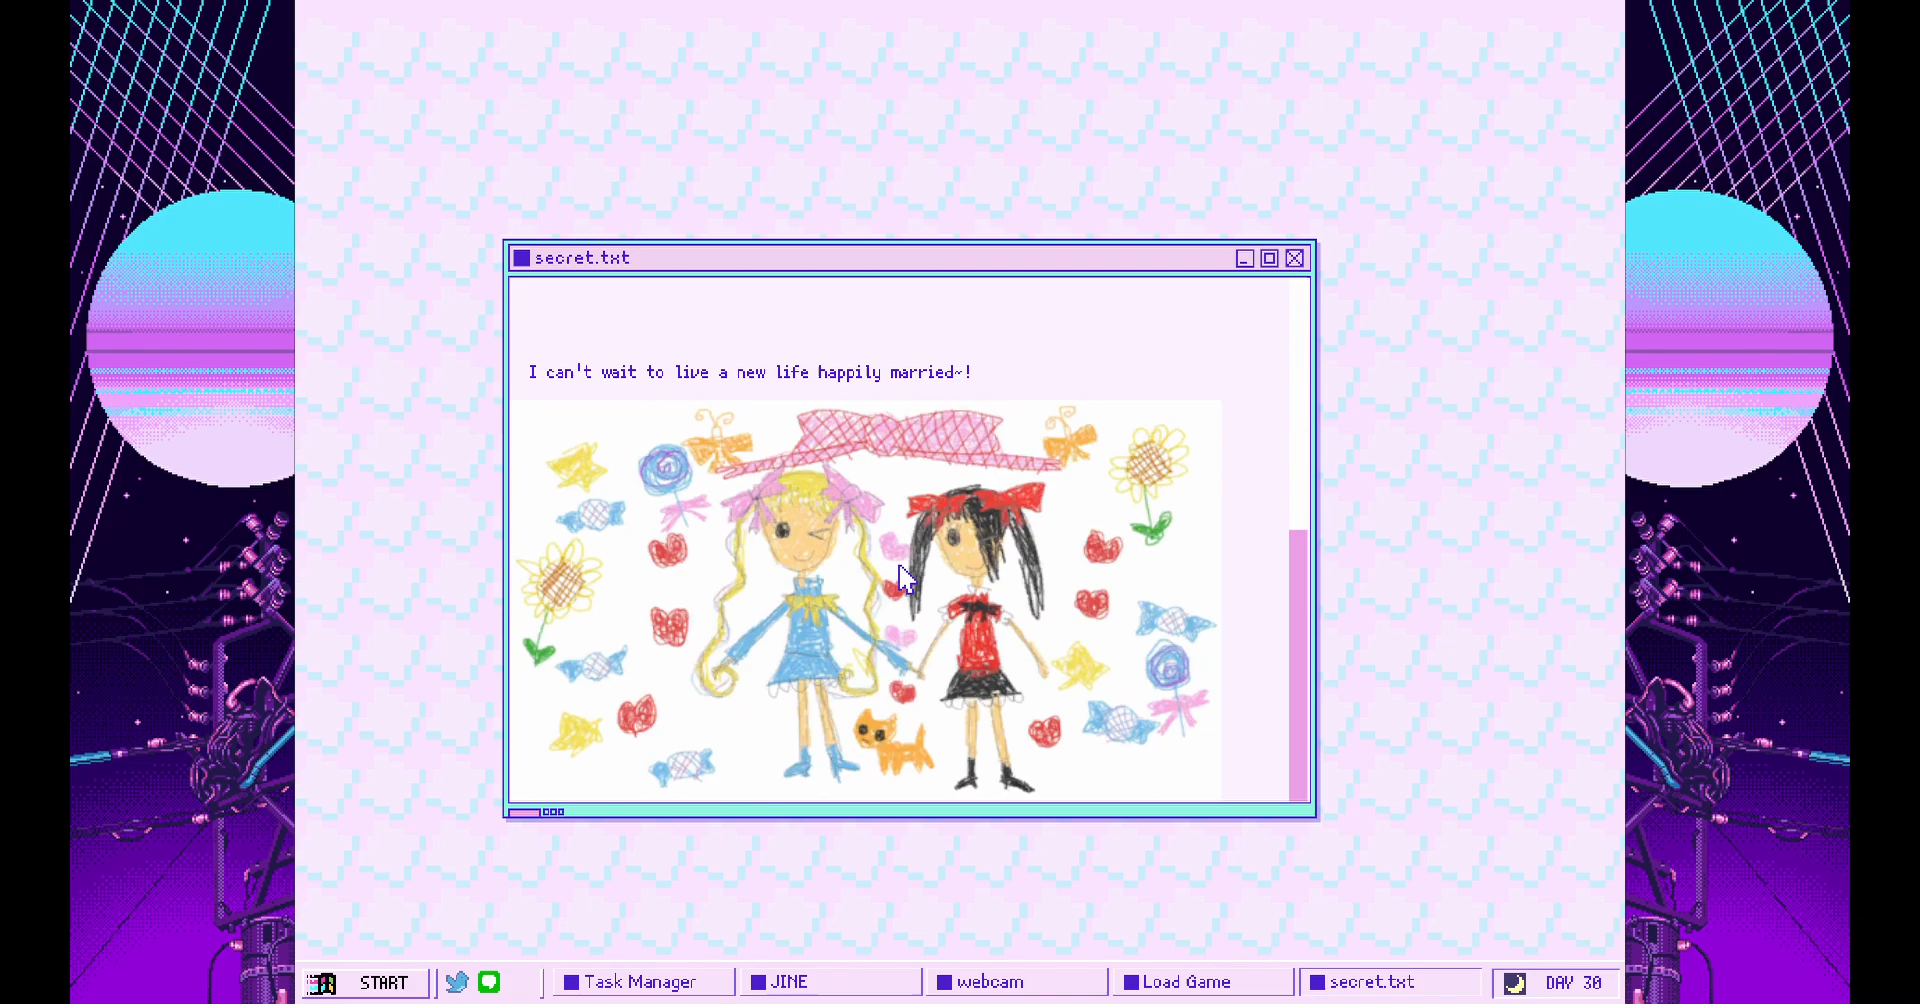 secret.txt
I can't wait to live a new life happily married~!
START
Task Manager
JINE
webcam
Load Game
secret.txt
DAY 30